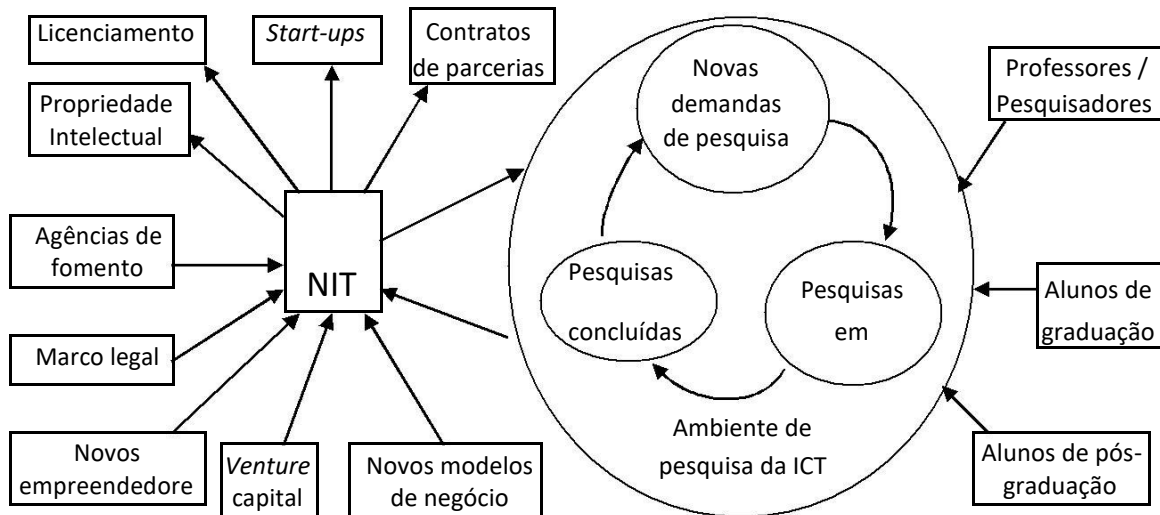 Licenciamento
Start-ups
Contratos
de parcerias
Propriedade
Intelectual
Agências de
fomento
Marco legal
Novos
empreendedore
Venture
capital
Novos modelos
de negócio
NIT
Novas
demandas
de pesquisa
Pesquisas
concluídas
Pesquisas
em
Ambiente de
pesquisa da ICT
Professores /
Pesquisadores
Alunos de
graduação
Alunos de pós-
graduação